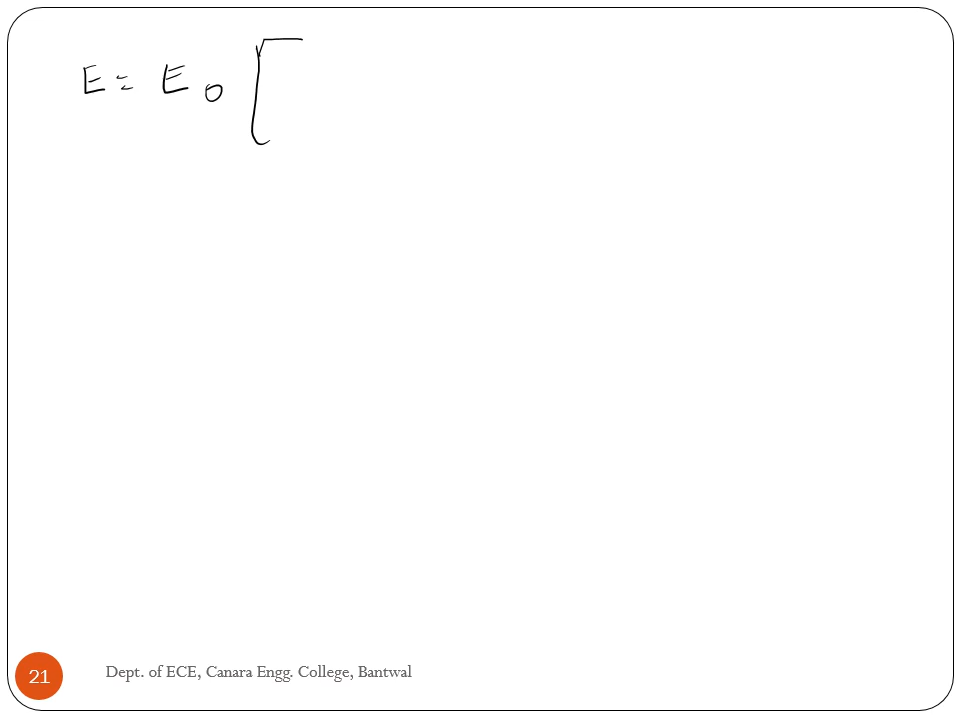 E = E₀ [
21 Dept. of ECE, Canara Engg. College, Bantwal